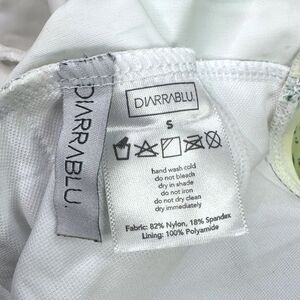 DIARRABLU.
DIARRABLU.
S
hand wash cold
do not bleach
dry in shade
do not iron
do not dry clean
dry immediately
Fabric: 82% Nylon, 18% Spandex
Lining: 100% Polyamide